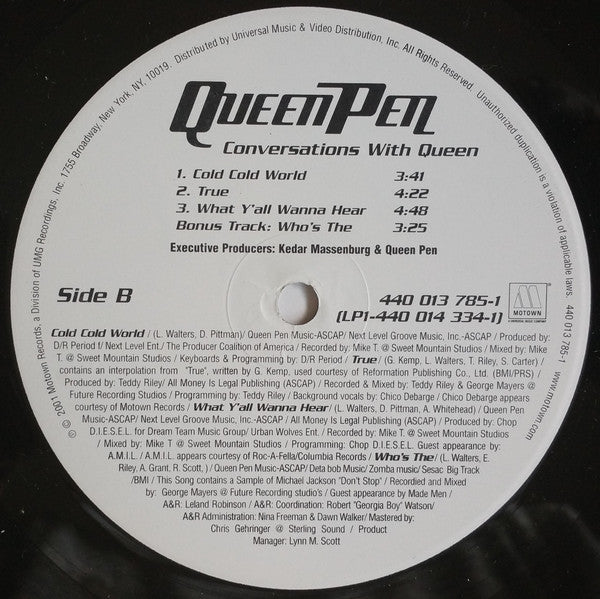 ℗ © 2001 Motown Records, a Division of UMG Recordings, Inc. 1755 Broadway, New York, NY, 10019. Distributed by Universal Music & Video Distribution, Inc. All Rights Reserved. Unauthorized duplication is a violation of applicable laws. 440 013 785-1 www.motown.com
QUEEN PEN
Conversations With Queen
1. Cold Cold World 3:41
2. True 4:22
3. What Y'all Wanna Hear 4:48
Bonus Track: Who's The 3:25
Executive Producers: Kedar Massenburg & Queen Pen
Side B
440 013 785-1
(LP1-440 014 334-1)
MOTOWN
Cold Cold World / (L. Walters, D. Pittman)/ Queen Pen Music-ASCAP/ Next Level Groove Music, Inc.-ASCAP / Produced by:
D/R Period f/ Next Level Ent./ The Producer Coalition of America / Recorded by: Mike T. @ Sweet Mountain Studios / Mixed by: Mike
T. @ Sweet Mountain Studios / Keyboards & Programming by: D/R Period / True/ (G. Kemp, L. Walters, T. Riley, S. Carter) /
contains an interpolation from "True", written by G. Kemp, used courtesy of Reformation Publishing Co., Ltd. (BMI/PRS) /
Produced by: Teddy Riley/ All Money Is Legal Publishing (ASCAP) / Recorded & Mixed by: Teddy Riley & George Mayers @
Future Recording Studios / Programming by: Teddy Riley / Background vocals by: Chico Debarge / Chico Debarge appears
courtesy of Motown Records / What Y'all Wanna Hear/ (L. Walters, D. Pittman, A. Whitehead) / Queen Pen
Music-ASCAP/ Next Level Groove Music, Inc.-ASCAP / All Money Is Legal Publishing (ASCAP) / Produced by: Chop
D.I.E.S.E.L. for Dream Team Music Group/ Urban Wolves Ent. / Recorded by: Mike T @ Sweet Mountain Studios
/ Mixed by: Mike T @ Sweet Mountain Studios / Programming: Chop D.I.E.S.E.L. Guest appearance by:
A.M.I.L. / A.M.I.L. appears courtesy of Roc-A-Fella/Columbia Records / Who's The/ (L. Walters, E.
Riley, A. Grant, R. Scott, ) / Queen Pen Music-ASCAP/ Deta bob Music/ Zomba music/ Sesac Big Track
/BMI / This Song contains a Sample of Michael Jackson "Don't Stop" / Recordied and Mixed
by: George Mayers @ Future Recording studio's / Guest appearance by Made Men /
A&R: Leland Robinson / A&R: Coordination: Robert "Georgia Boy" Watson/
A&R Administration: Nina Freeman & Dawn Walker/ Mastered by:
Chris Gehringer @ Sterling Sound / Product
Manager: Lynn M. Scott